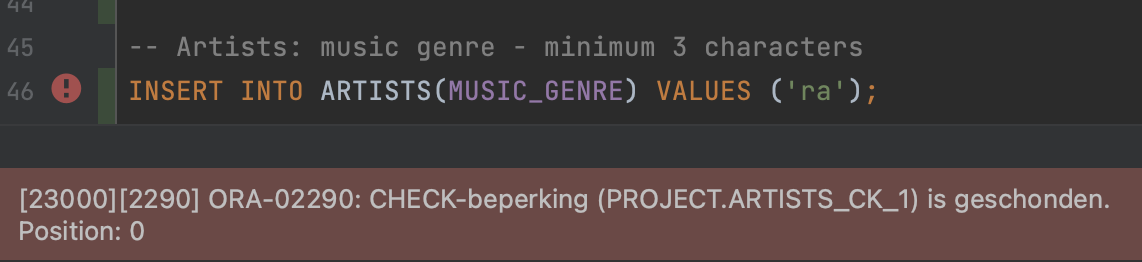 44
45 -- Artists: music genre - minimum 3 characters
46 INSERT INTO ARTISTS(MUSIC_GENRE) VALUES ('ra');
[23000][2290] ORA-02290: CHECK-beperking (PROJECT.ARTISTS_CK_1) is geschonden.
Position: 0